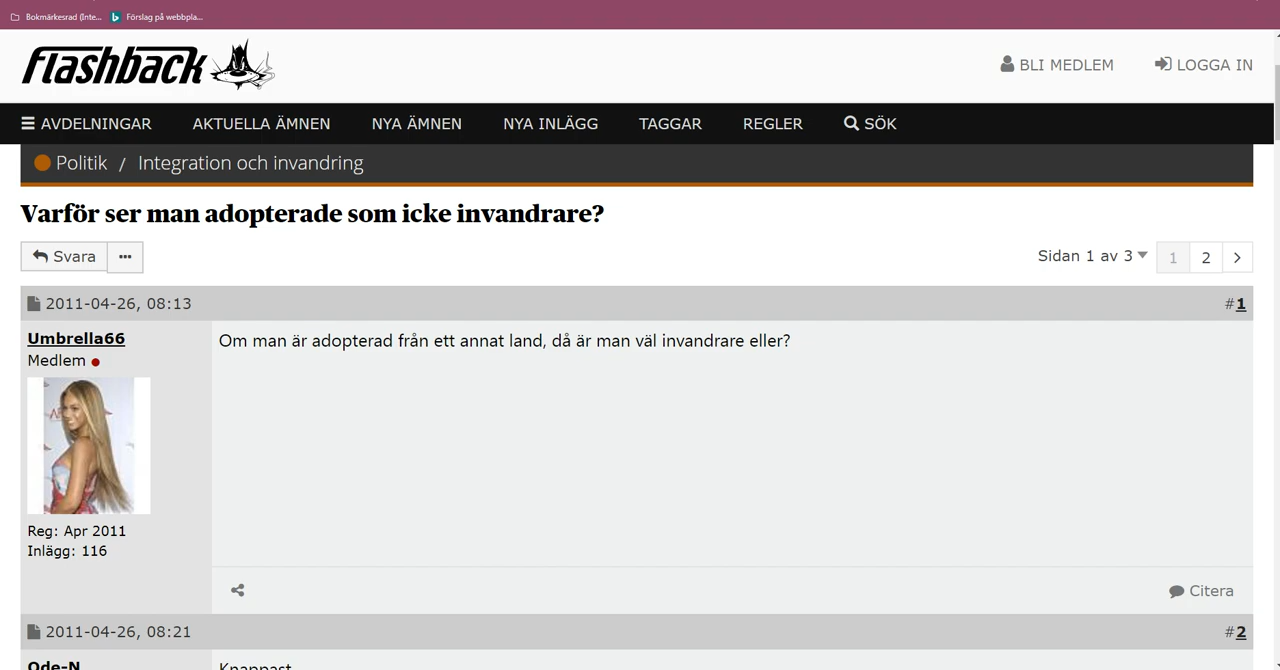 Bokmärkesrad (Inte... Förslag på webbpla...
flashback
BLI MEDLEM LOGGA IN
AVDELNINGAR AKTUELLA ÄMNEN NYA ÄMNEN NYA INLÄGG TAGGAR REGLER SÖK
Politik / Integration och invandring
Varför ser man adopterade som icke invandrare?
Svara ... Sidan 1 av 3 1 2
2011-04-26, 08:13 #1
Umbrella66
Medlem
Om man är adopterad från ett annat land, då är man väl invandrare eller?
Reg: Apr 2011
Inlägg: 116
Citera
2011-04-26, 08:21 #2
Ode-N
Knappast